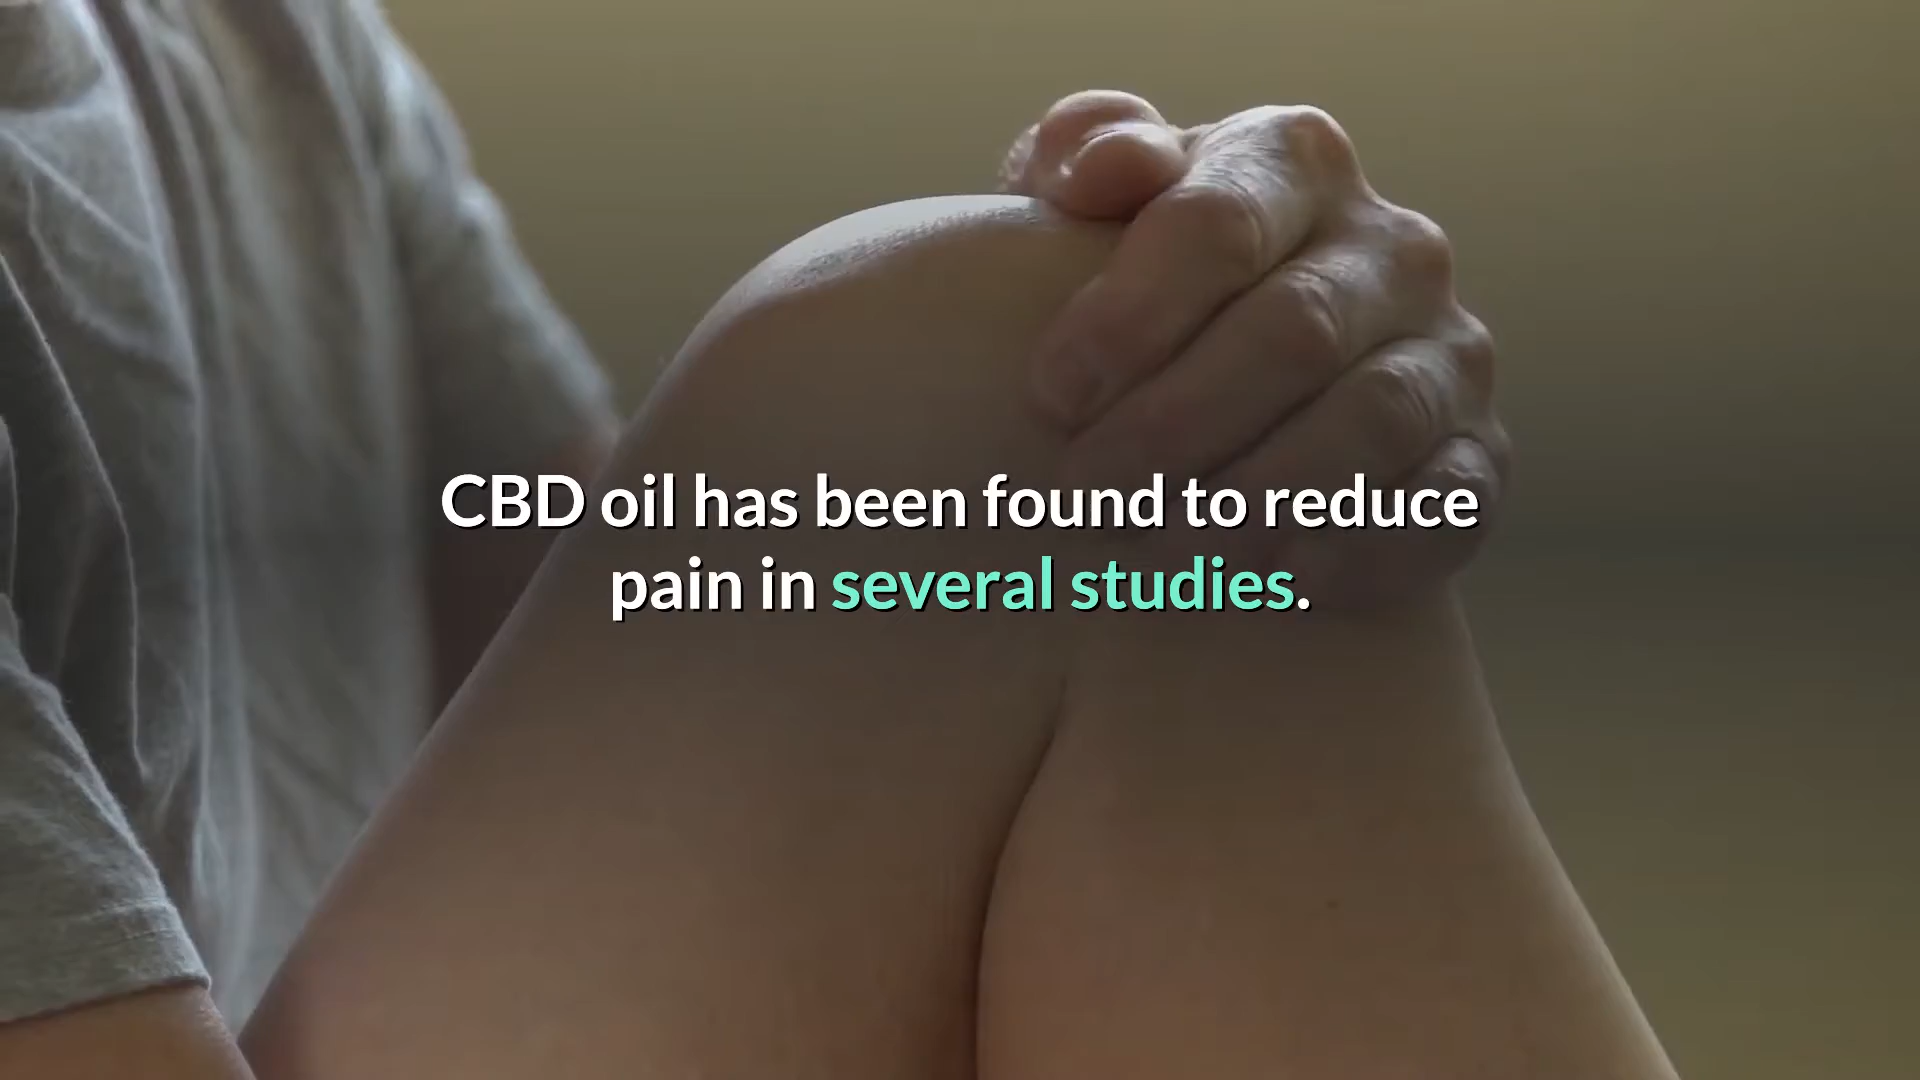 CBD oil has been found to reduce
pain in several studies.